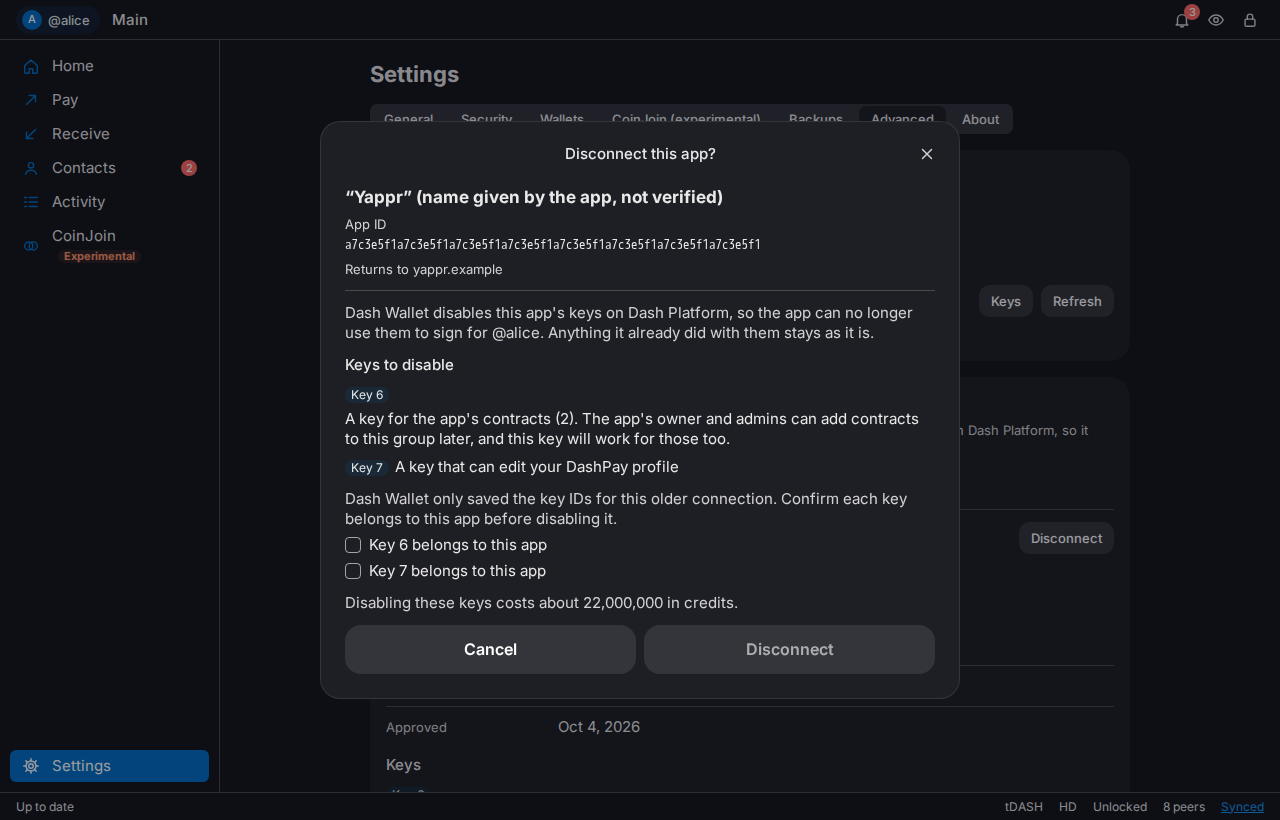 A @alice Main 3
Home
Pay
Receive
Contacts 2
Activity
CoinJoin
Experimental
Settings
General Security Wallets CoinJoin (experimental) Backups Advanced About
Keys Refresh
n Dash Platform, so it
Disconnect
Disconnect this app?
“Yappr” (name given by the app, not verified)
App ID
a7c3e5f1a7c3e5f1a7c3e5f1a7c3e5f1a7c3e5f1a7c3e5f1a7c3e5f1a7c3e5f1
Returns to yappr.example
Dash Wallet disables this app's keys on Dash Platform, so the app can no longer
use them to sign for @alice. Anything it already did with them stays as it is.
Keys to disable
Key 6
A key for the app's contracts (2). The app's owner and admins can add contracts
to this group later, and this key will work for those too.
Key 7 A key that can edit your DashPay profile
Dash Wallet only saved the key IDs for this older connection. Confirm each key
belongs to this app before disabling it.
Key 6 belongs to this app
Key 7 belongs to this app
Disabling these keys costs about 22,000,000 in credits.
Cancel Disconnect
Approved Oct 4, 2026
Keys
Settings
Up to date tDASH HD Unlocked 8 peers Synced